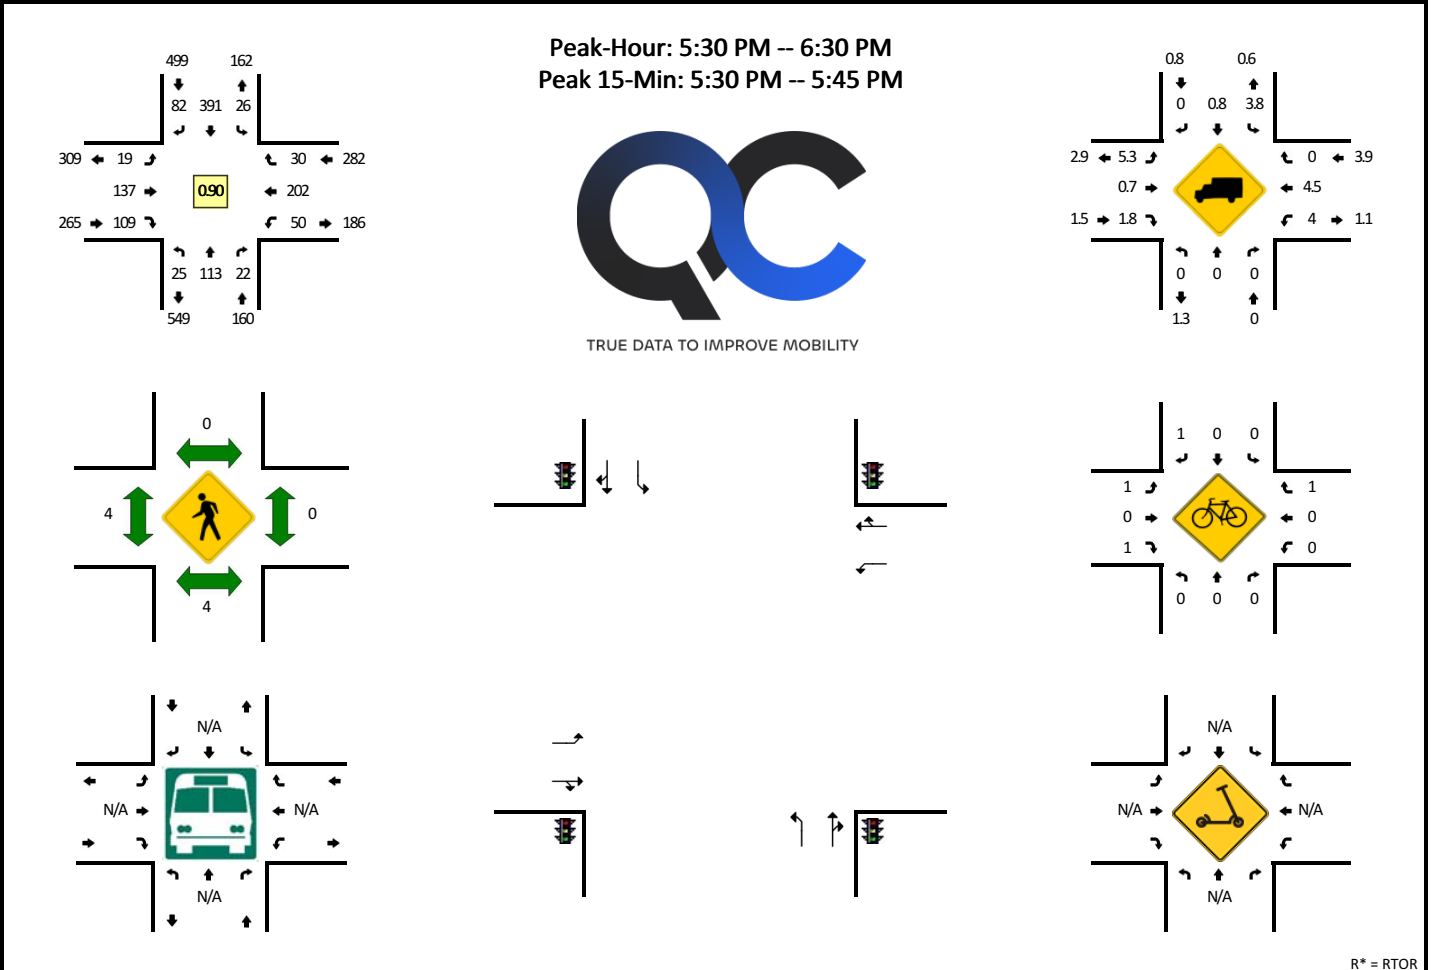 Peak-Hour: 5:30 PM -- 6:30 PM
Peak 15-Min: 5:30 PM -- 5:45 PM
499 162
82 391 26
309 19 30 282
137 0.90 202
265 109 50 186
25 113 22
549 160
QC
TRUE DATA TO IMPROVE MOBILITY
0.8 0.6
0 0.8 3.8
2.9 5.3 0 3.9
0.7 4.5
1.5 1.8 4 1.1
0 0 0
1.3 0
0
4 0
4
1 0 0
1 1
0 0
1 0
0 0 0
N/A
N/A N/A
N/A
N/A
N/A N/A
N/A
R* = RTOR